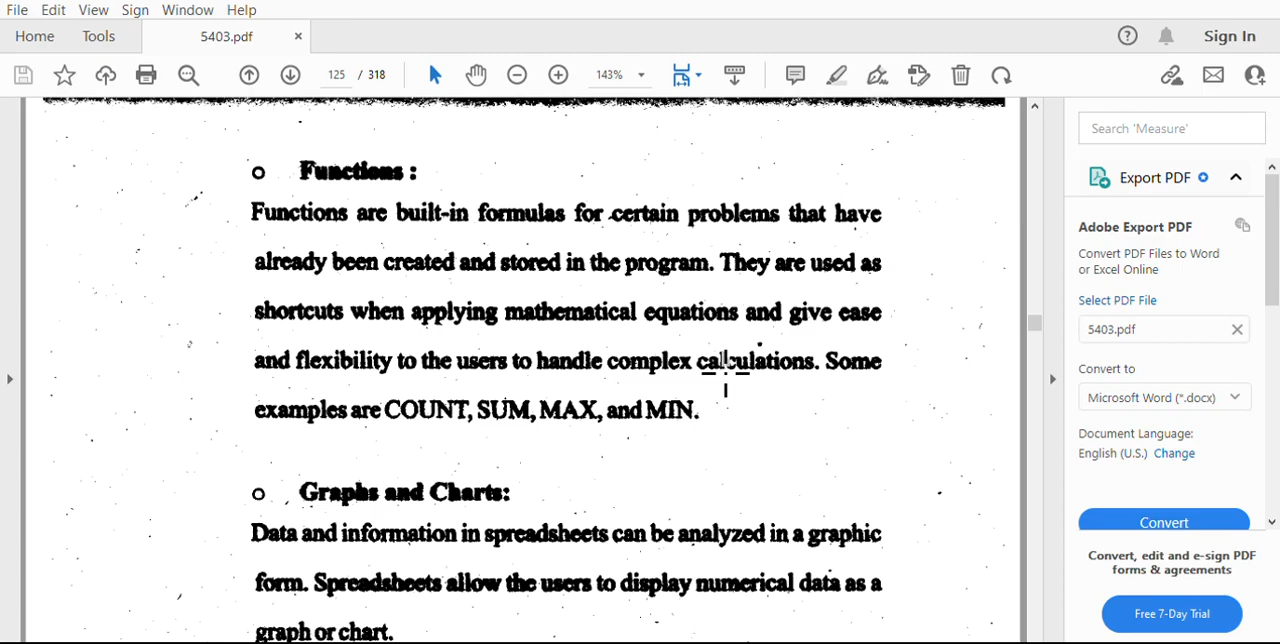 File Edit View Sign Window Help
Home Tools 5403.pdf × Sign In
125 / 318 143%
Functions :
Functions are built-in formulas for certain problems that have
already been created and stored in the program. They are used as
shortcuts when applying mathematical equations and give ease
and flexibility to the users to handle complex calculations. Some
examples are COUNT, SUM, MAX, and MIN.
Graphs and Charts:
Data and information in spreadsheets can be analyzed in a graphic
form. Spreadsheets allow the users to display numerical data as a
graph or chart.
Search 'Measure'
Export PDF
Adobe Export PDF
Convert PDF Files to Word
or Excel Online
Select PDF File
5403.pdf
Convert to
Microsoft Word (*.docx)
Document Language:
English (U.S.) Change
Convert
Convert, edit and e-sign PDF
forms & agreements
Free 7-Day Trial